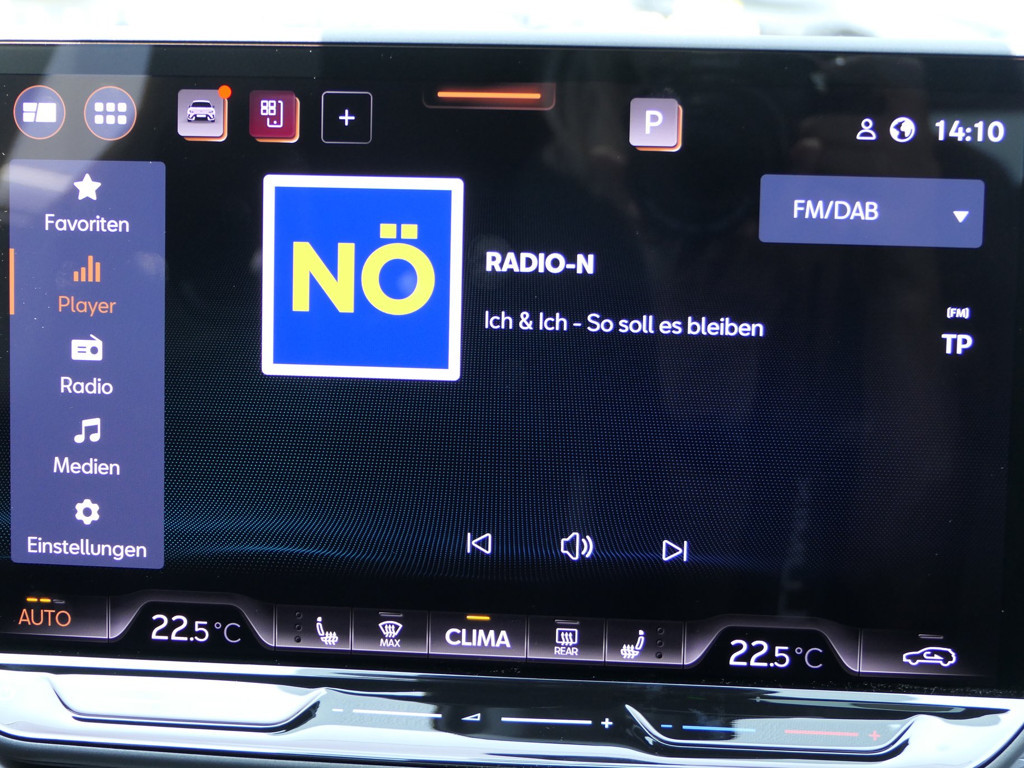 P
14:10
Favoriten
FM/DAB
NÖ
RADIO-N
Player
Ich & Ich - So soll es bleiben
(FM)
TP
Radio
Medien
Einstellungen
AUTO
22.5°C
MAX
CLIMA
REAR
22.5°C